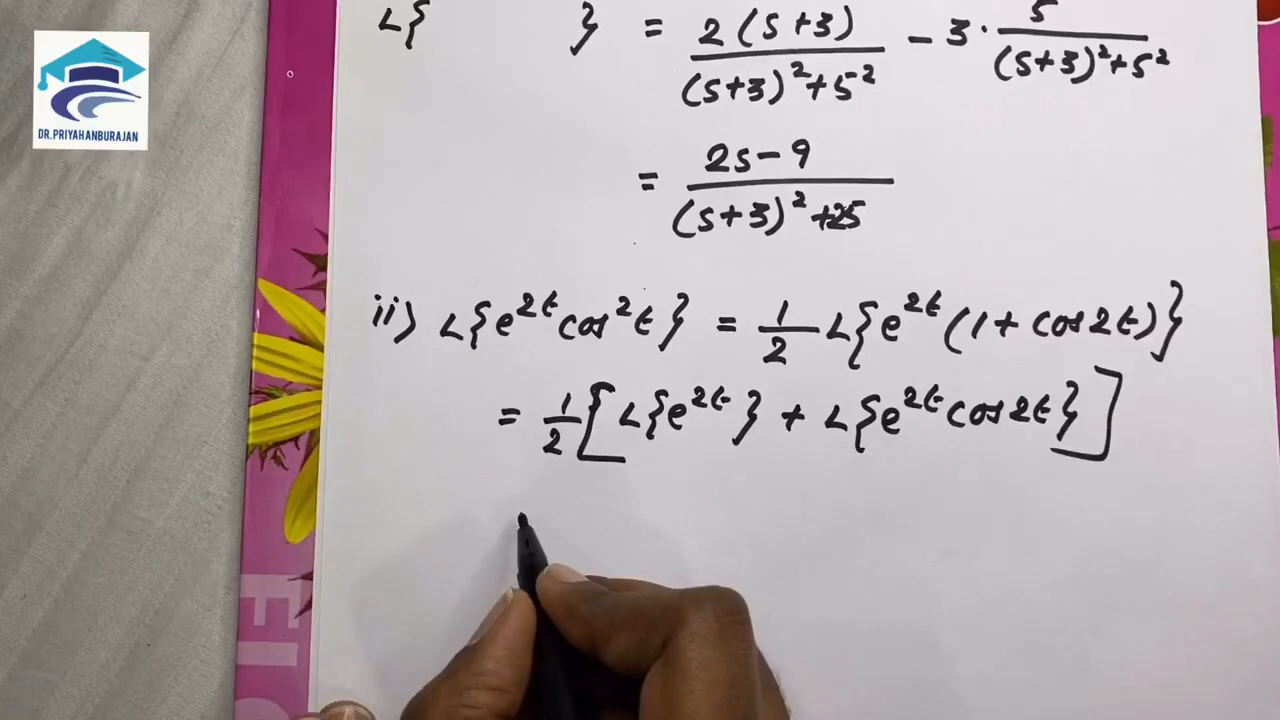 L{ } = 2(s+3) / (s+3)²+5² - 3 · 5 / (s+3)²+5²
DR.PRIYAHANBURAJAN
= 2s-9 / (s+3)²+25
ii) L{e^2t cos²t} = 1/2 L{e^2t (1+cos2t)}
= 1/2 [L{e^2t} + L{e^2t cos2t}]